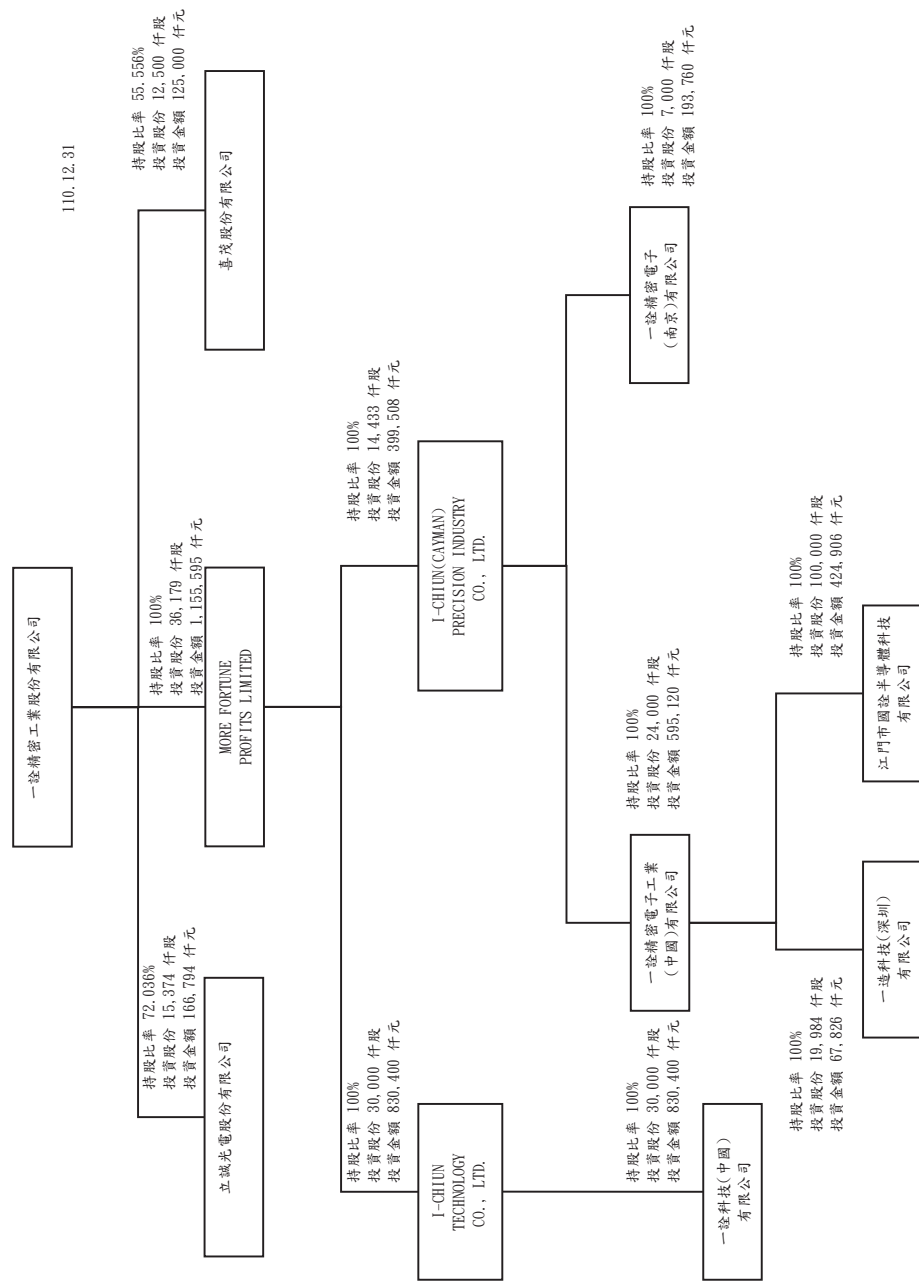 110.12.31
一詮精密工業股份有限公司
持股比率 72.036%
投資股份 15,374 仟股
投資金額 166,794 仟元
立誠光電股份有限公司
持股比率 100%
投資股份 36,179 仟股
投資金額 1,155,595 仟元
MORE FORTUNE
PROFITS LIMITED
持股比率 55.556%
投資股份 12,500 仟股
投資金額 125,000 仟元
喜茂股份有限公司
持股比率 100%
投資股份 30,000 仟股
投資金額 830,400 仟元
I-CHIUN
TECHNOLOGY
CO., LTD.
持股比率 100%
投資股份 14,433 仟股
投資金額 399,508 仟元
I-CHIUN(CAYMAN)
PRECISION INDUSTRY
CO., LTD.
持股比率 100%
投資股份 30,000 仟股
投資金額 830,400 仟元
一詮科技(中國)
有限公司
持股比率 100%
投資股份 24,000 仟股
投資金額 595,120 仟元
一詮精密電子工業
(中國)有限公司
持股比率 100%
投資股份 7,000 仟股
投資金額 193,760 仟元
一詮精密電子
(南京)有限公司
持股比率 100%
投資股份 19,984 仟股
投資金額 67,826 仟元
一造科技(深圳)
有限公司
持股比率 100%
投資股份 100,000 仟股
投資金額 424,906 仟元
江門市國詮半導體科技
有限公司